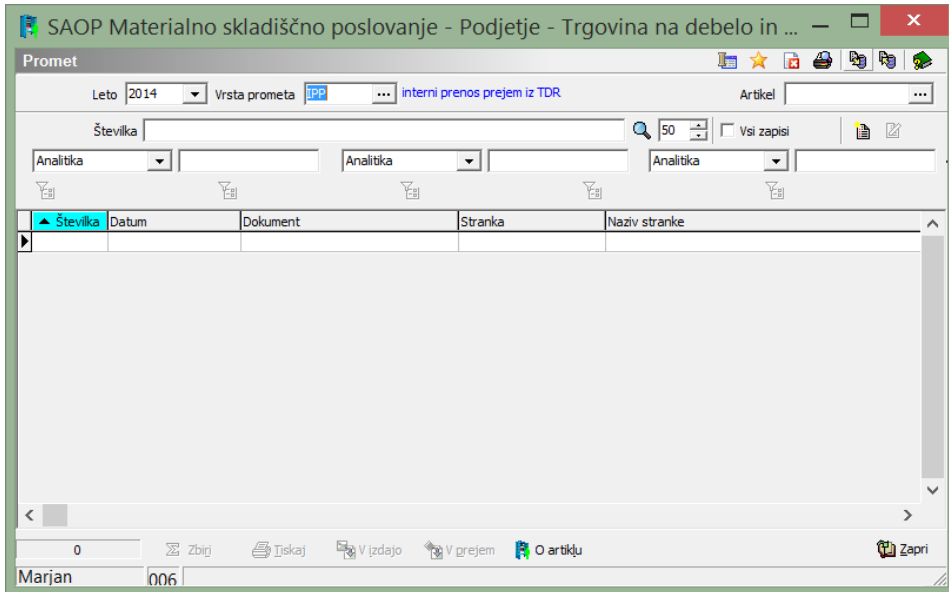 SAOP Materialno skladiščno poslovanje - Podjetje - Trgovina na debelo in ...
Promet
Leto 2014 Vrsta prometa IPP ... interni prenos prejem iz TDR Artikel ...
Številka 50 Vsi zapisi
Analitika Analitika Analitika
Številka Datum Dokument Stranka Naziv stranke
0 Zbiri Tiskaj V izdajo V prejem O artiklu Zapri
Marjan 006